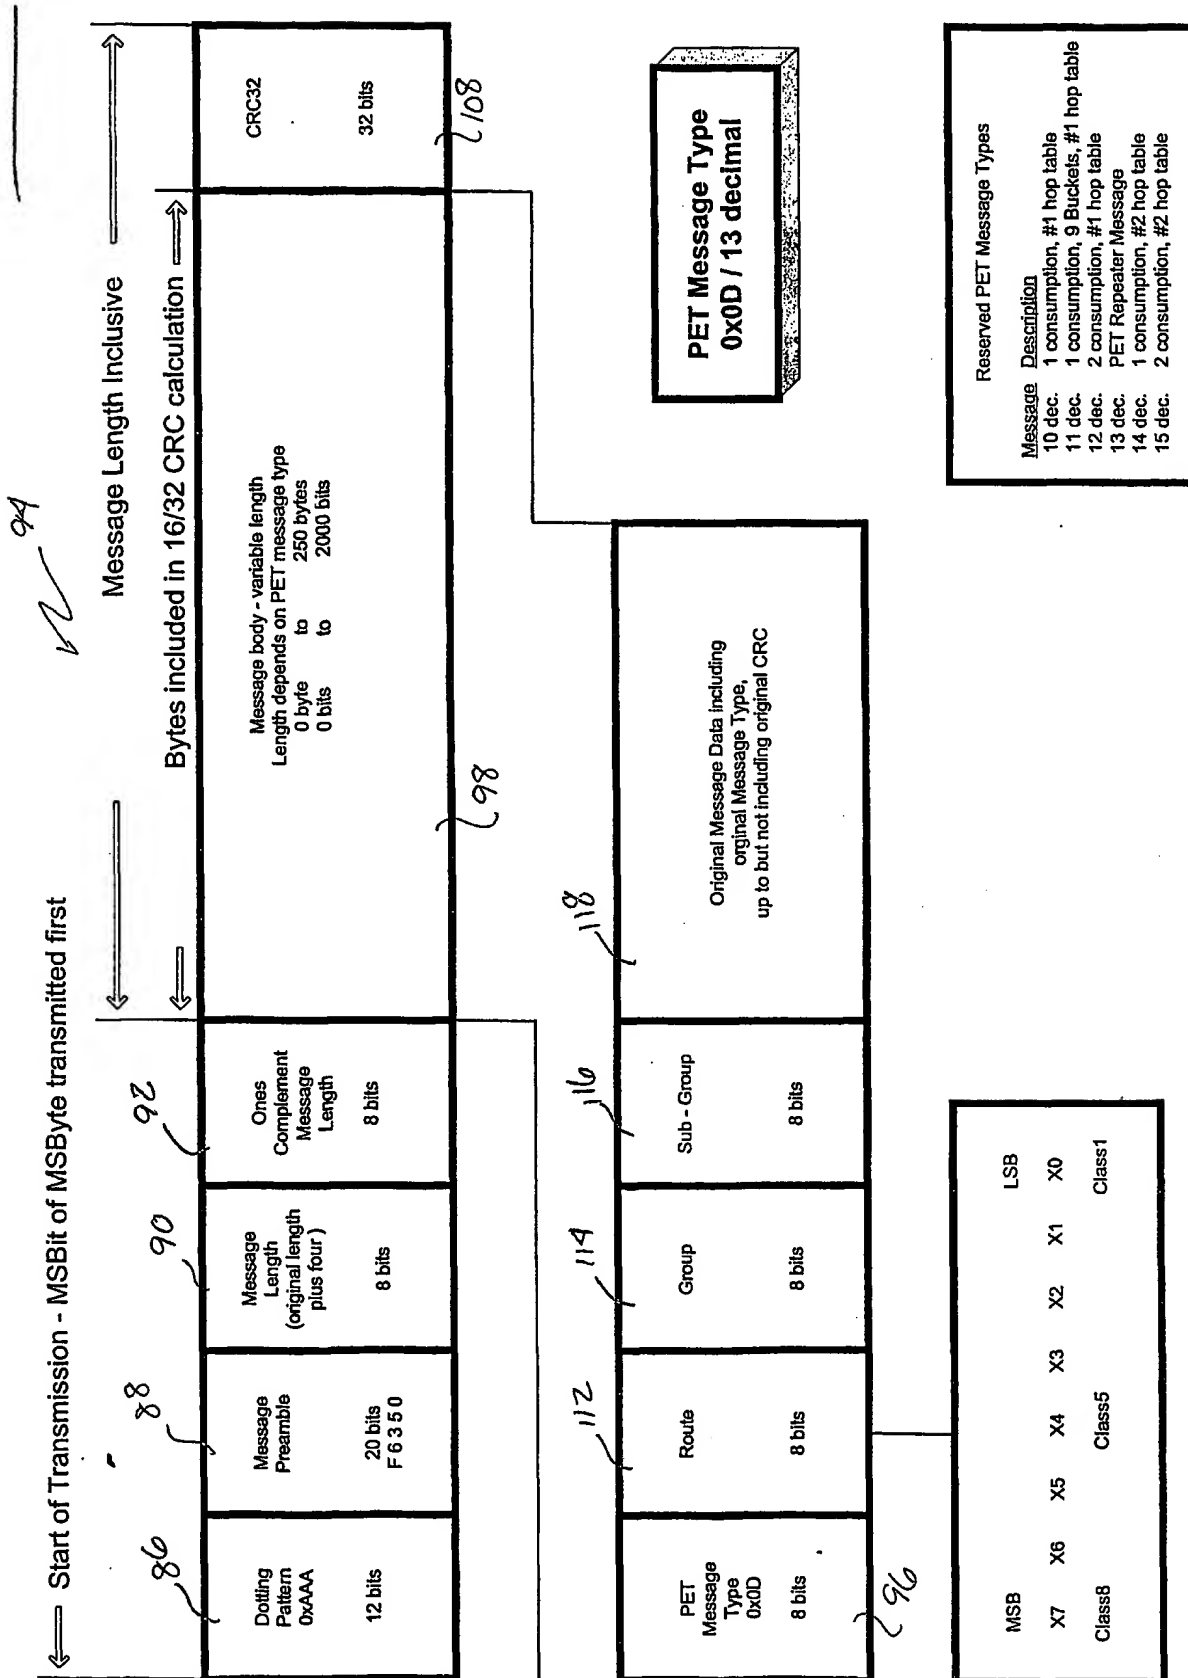 94
Start of Transmission - MSBit of MSByte transmitted first
Message Length Inclusive
Bytes included in 16/32 CRC calculation
86
88
90
92
Dotting
Pattern
0xAAA
12 bits
Message
Preamble
20 bits
F 6 3 5 0
Message
Length
(original length
plus four )
8 bits
Ones
Complement
Message
Length
8 bits
Message body - variable length
Length depends on PET message type
0 byte to 250 bytes
0 bits to 2000 bits
98
CRC32
32 bits
108
112
114
116
118
PET
Message
Type
0x0D
8 bits
96
Route
8 bits
Group
8 bits
Sub - Group
8 bits
Original Message Data including
orginal Message Type,
up to but not including original CRC
PET Message Type
0x0D / 13 decimal
MSB LSB
X7 X6 X5 X4 X3 X2 X1 X0
Class8 Class5 Class1
Reserved PET Message Types
Message Description
10 dec. 1 consumption, #1 hop table
11 dec. 1 consumption, 9 Buckets, #1 hop table
12 dec. 2 consumption, #1 hop table
13 dec. PET Repeater Message
14 dec. 1 consumption, #2 hop table
15 dec. 2 consumption, #2 hop table